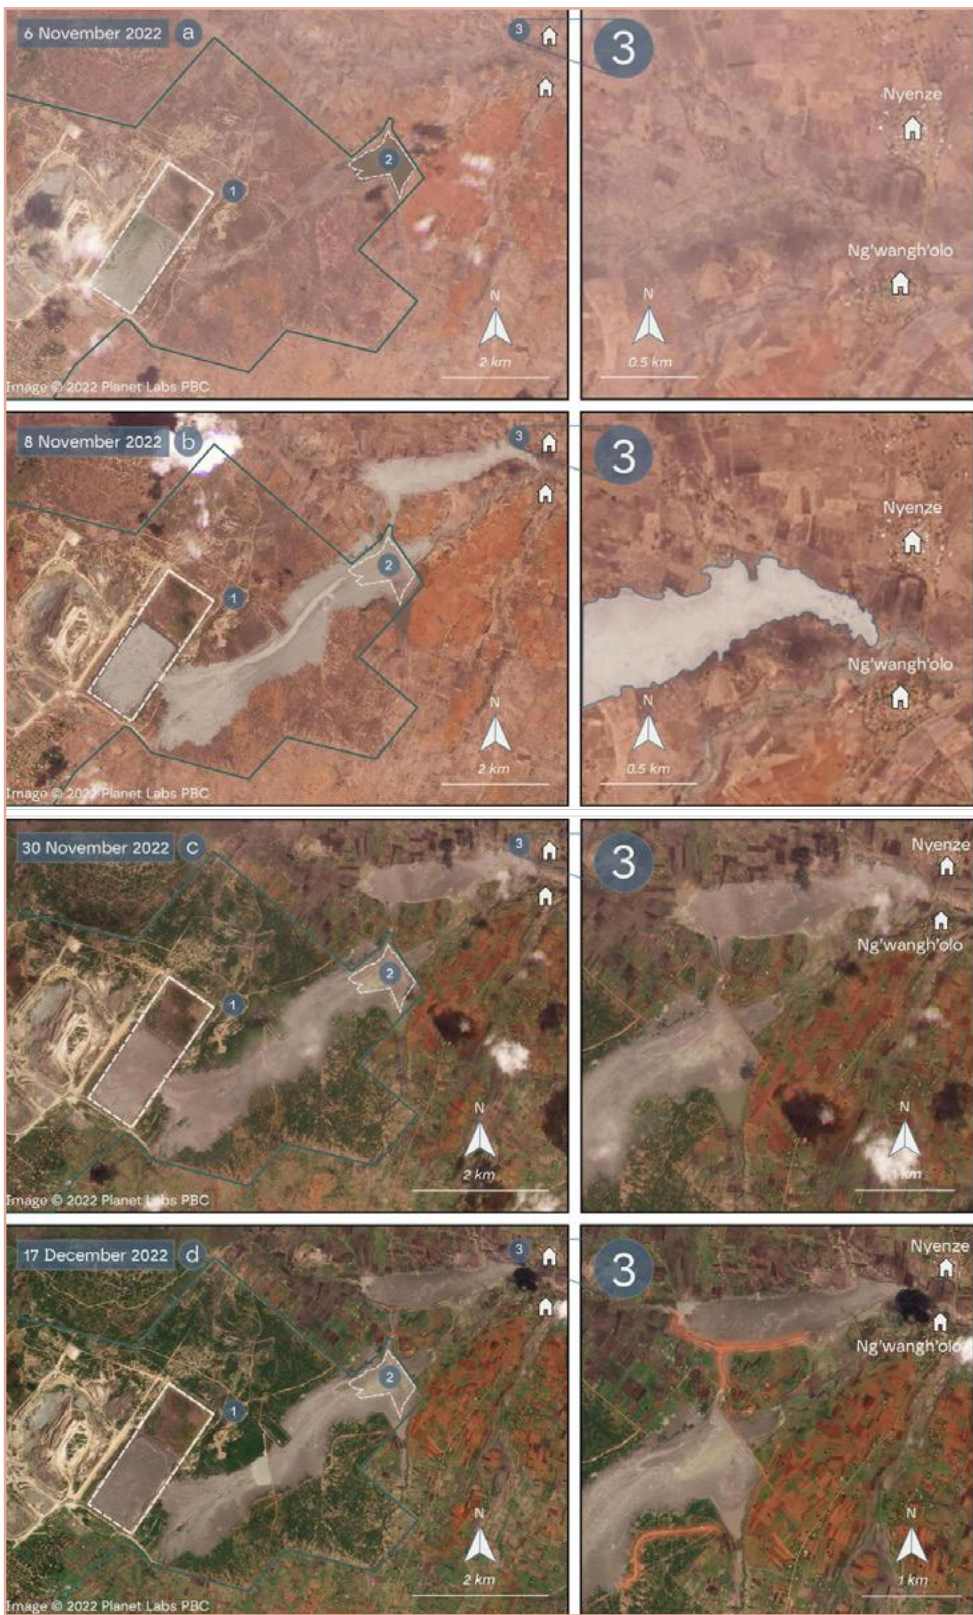 6 November 2022 a
3
1
2
N
2 km
Image © 2022 Planet Labs PBC
3
Nyenze
Ng'wangh'olo
N
0.5 km
8 November 2022 b
3
2
1
N
2 km
Image © 2022 Planet Labs PBC
3
Nyenze
Ng'wangh'olo
N
0.5 km
30 November 2022 c
3
2
1
N
2 km
Image © 2022 Planet Labs PBC
3
Nyenze
Ng'wangh'olo
N
1 km
17 December 2022 d
3
2
1
N
2 km
Image © 2022 Planet Labs PBC
3
Nyenze
Ng'wangh'olo
N
1 km